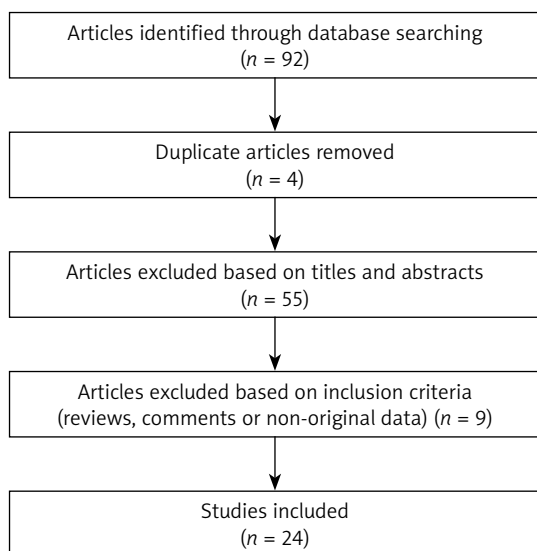 Articles identified through database searching
(n = 92)
Duplicate articles removed
(n = 4)
Articles excluded based on titles and abstracts
(n = 55)
Articles excluded based on inclusion criteria
(reviews, comments or non-original data) (n = 9)
Studies included
(n = 24)